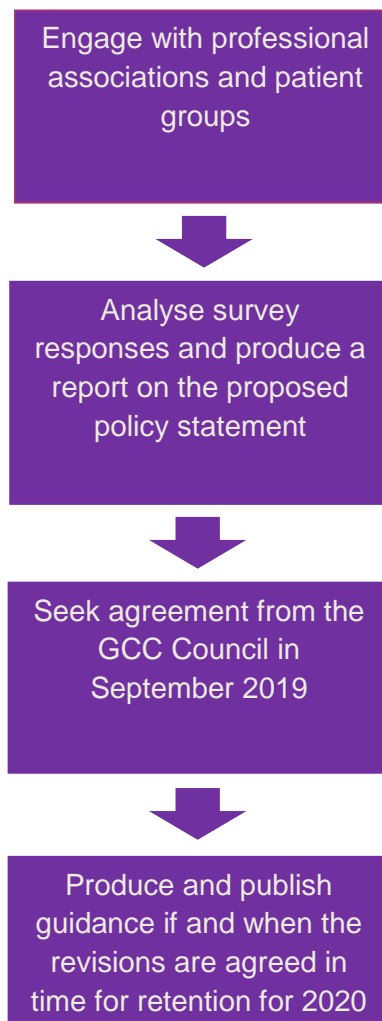 Engage with professional
associations and patient
groups
Analyse survey
responses and produce a
report on the proposed
policy statement
Seek agreement from the
GCC Council in
September 2019
Produce and publish
guidance if and when the
revisions are agreed in
time for retention for 2020